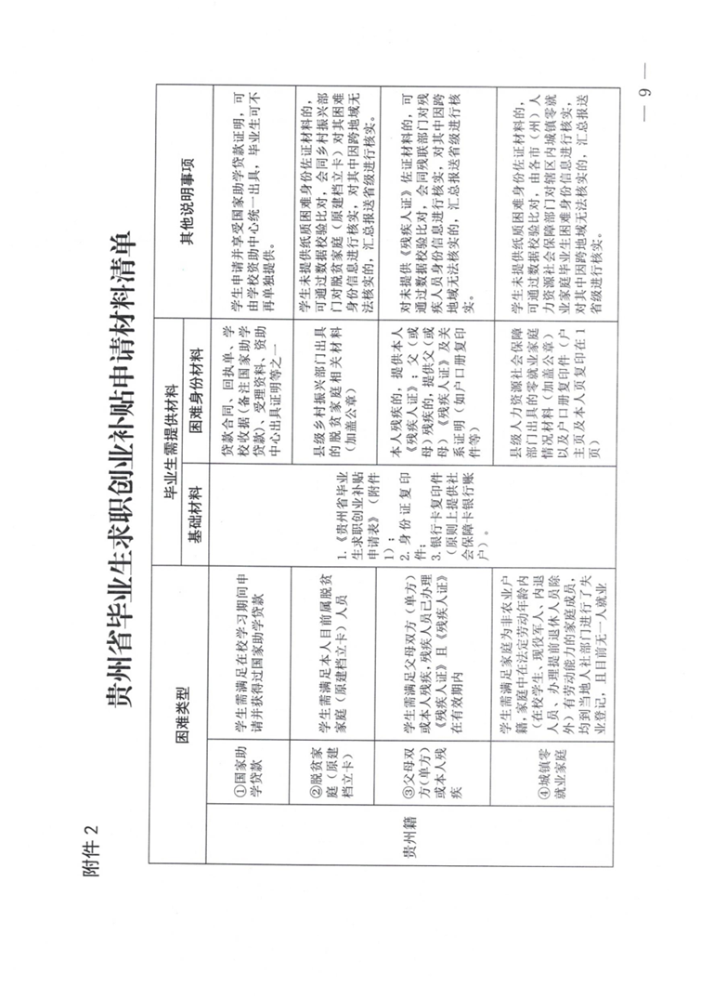 附件 2
贵州省毕业生求职创业补贴申请材料清单
困难类型
毕业生需提供材料
其他说明事项
基础材料
困难身份材料
贵州籍
①国家助
学贷款
学生需满足在校学习期间申
请并获得过国家助学贷款
1.《贵州省毕业
生求职创业补贴
申请表》（附件
1）；
2. 身份证复印
件；
3. 银行卡复印件
（原则上提供社
会保障卡银行账
户）。
贷款合同、回执单、学
校收据（备注国家助学
贷款）、受理资料、资助
中心出具证明等之一
学生申请并享受国家助学贷款证明，可
由学校资助中心统一出具，毕业生可不
再单独提供。
②脱贫家
庭（原建
档立卡）
学生需满足本人目前属脱贫
家庭（原建档立卡）人员
县级乡村振兴部门出具
的脱贫家庭相关材料
（加盖公章）
学生未提供纸质困难身份佐证材料的，
可通过数据校验比对，会同乡村振兴部
门对脱贫家庭（原建档立卡）对其困难
身份信息进行核实，对其中因跨地域无
法核实的，汇总报送省级进行核实。
③父母双
方（单方）
或本人残
疾
学生需满足父母双方（单方）
或本人残疾，残疾人员已办理
《残疾人证》且《残疾人证》
在有效期内
本人残疾的，提供本人
《残疾人证》；父（或
母）残疾的，提供父（或
母）《残疾人证》及关
系证明（如户口册复印
件等）
对未提供《残疾人证》佐证材料的，可
通过数据校验比对，会同残联部门对残
疾人员身份信息进行核实，对其中因跨
地域无法核实的，汇总报送省级进行核
实。
④城镇零
就业家庭
学生需满足家庭为非农业户
籍，家庭中在法定劳动年龄内
（在校学生、现役军人、内退
人员、办理提前退休人员除
外）有劳动能力的家庭成员，
均到当地人社部门进行了失
业登记，且目前无一人就业
县级人力资源社会保障
部门出具的零就业家庭
情况材料（加盖公章）
以及户口册复印件（户
主页及本人页复印在 1
页）
学生未提供纸质困难身份佐证材料的，
可通过数据校验比对，由各市（州）人
力资源社会保障部门对辖区内城镇零就
业家庭毕业生困难身份信息进行核实，
对其中因跨地域无法核实的，汇总报送
省级进行核实。
— 9 —